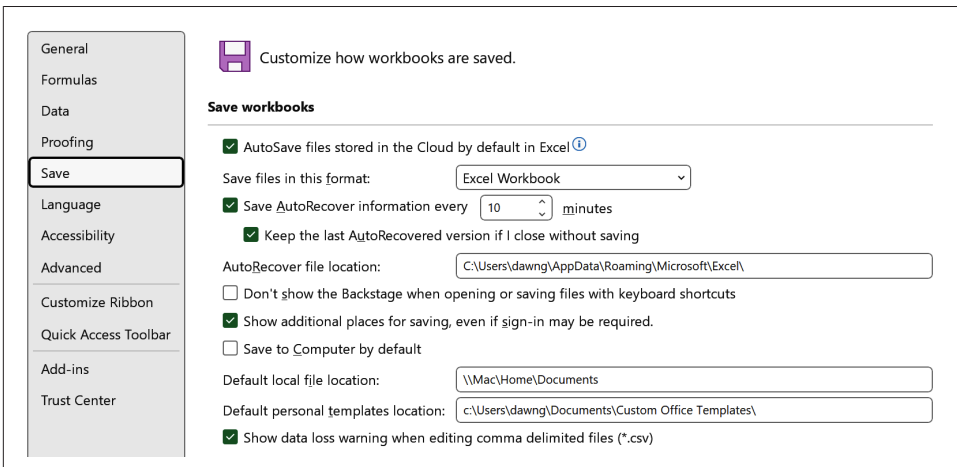 General
Formulas
Data
Proofing
Save
Language
Accessibility
Advanced
Customize Ribbon
Quick Access Toolbar
Add-ins
Trust Center
Customize how workbooks are saved.
Save workbooks
AutoSave files stored in the Cloud by default in Excel
Save files in this format: Excel Workbook
Save AutoRecover information every 10 minutes
Keep the last AutoRecovered version if I close without saving
AutoRecover file location: C:\Users\dawng\AppData\Roaming\Microsoft\Excel\
Don't show the Backstage when opening or saving files with keyboard shortcuts
Show additional places for saving, even if sign-in may be required.
Save to Computer by default
Default local file location: \\Mac\Home\Documents
Default personal templates location: c:\Users\dawng\Documents\Custom Office Templates\
Show data loss warning when editing comma delimited files (*.csv)